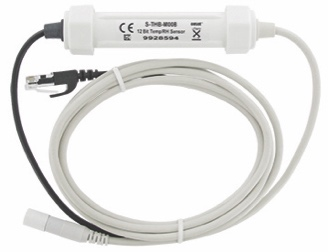 S-THB-M008
12 Bit Temp/RH Sensor
9928594